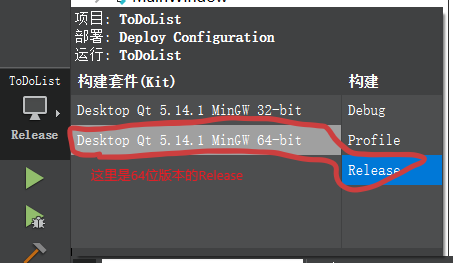 项目: ToDoList
部署: Deploy Configuration
运行: ToDoList
构建套件(Kit) 构建
ToDoList
Release
Desktop Qt 5.14.1 MinGW 32-bit Debug
Desktop Qt 5.14.1 MinGW 64-bit Profile
这里是64位版本的Release Release